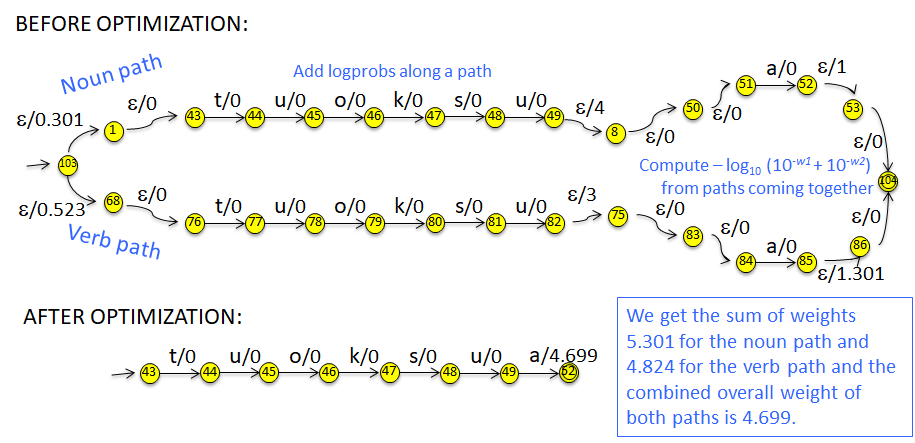 BEFORE OPTIMIZATION:
Noun path
Add logprobs along a path
ε/0.301
ε/0
t/0
u/0
o/0
k/0
s/0
u/0
ε/4
ε/0
ε/0
a/0
ε/1
ε/0
103
1
43
44
45
46
47
48
49
8
50
51
52
53
104
Compute – log10 (10-w1 + 10-w2)
from paths coming together
ε/0.523
ε/0
t/0
u/0
o/0
k/0
s/0
u/0
ε/3
ε/0
ε/0
a/0
ε/1.301
ε/0
68
76
77
78
79
80
81
82
75
83
84
85
86
Verb path
AFTER OPTIMIZATION:
t/0
u/0
o/0
k/0
s/0
u/0
a/4.699
43
44
45
46
47
48
49
52
We get the sum of weights
5.301 for the noun path and
4.824 for the verb path and the
combined overall weight of
both paths is 4.699.